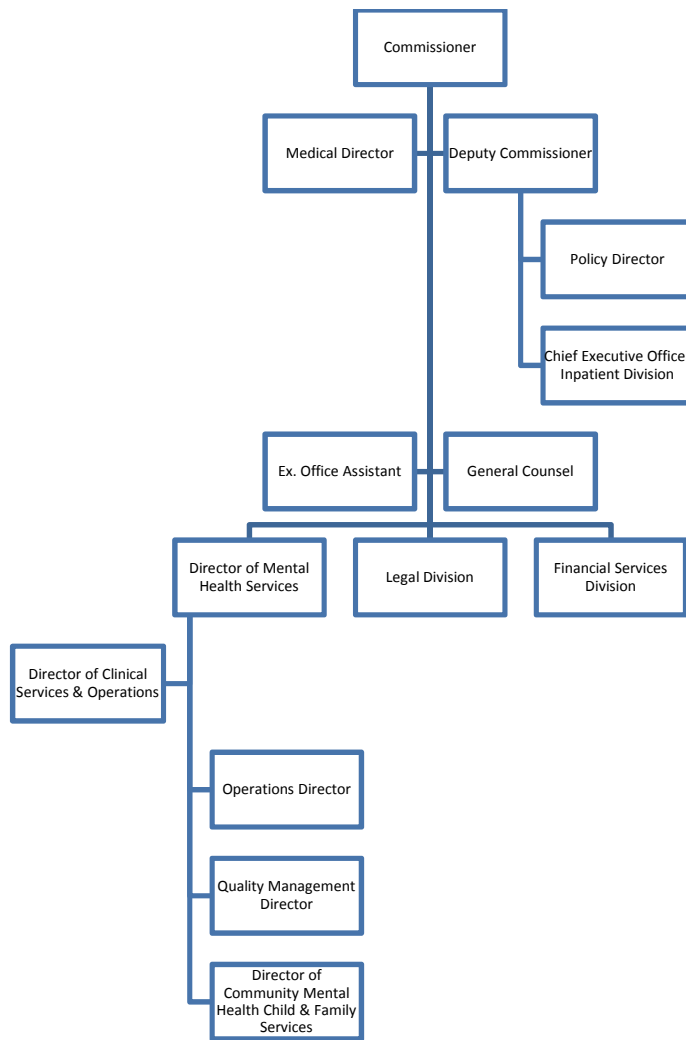 Commissioner
Medical Director
Deputy Commissioner
Policy Director
Chief Executive Office
Inpatient Division
Ex. Office Assistant
General Counsel
Director of Mental
Health Services
Legal Division
Financial Services
Division
Director of Clinical
Services & Operations
Operations Director
Quality Management
Director
Director of
Community Mental
Health Child & Family
Services